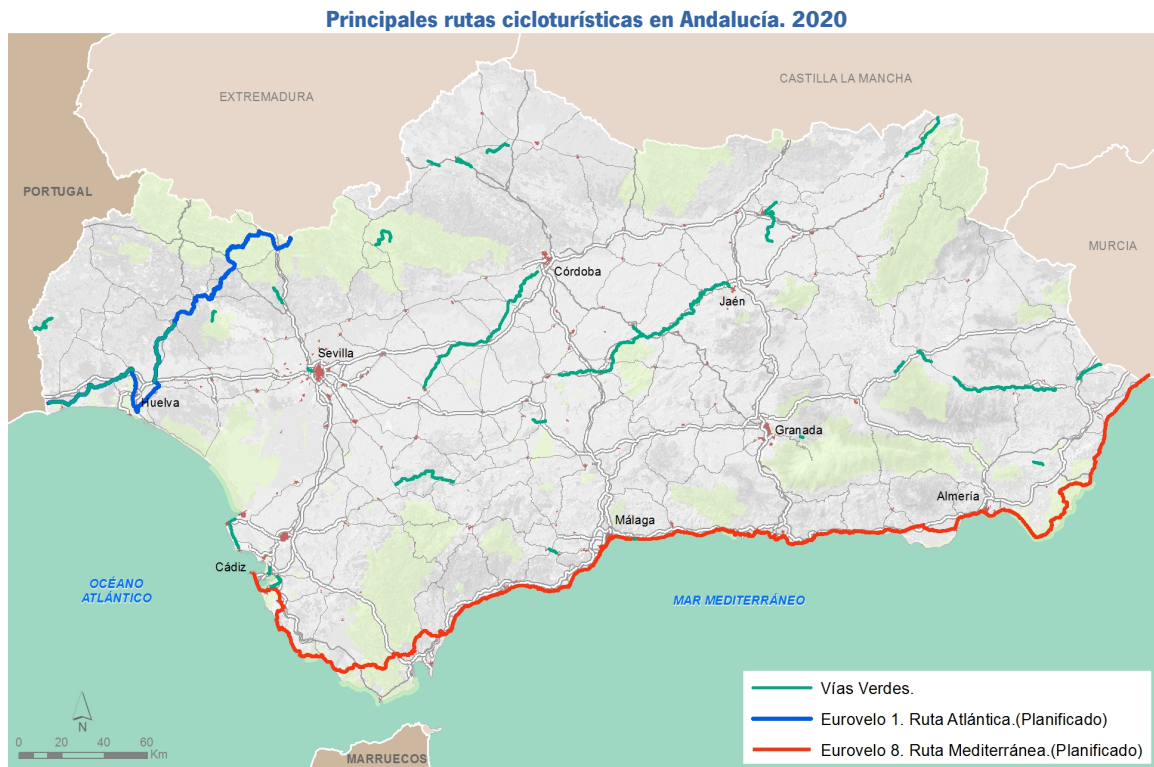 Principales rutas cicloturísticas en Andalucía. 2020
CASTILLA LA MANCHA
EXTREMADURA
PORTUGAL
MURCIA
Córdoba
Jaén
Sevilla
Huelva
Granada
Almería
Málaga
Cádiz
OCÉANO
ATLÁNTICO
MAR MEDITERRÁNEO
Vías Verdes.
Eurovelo 1. Ruta Atlántica.(Planificado)
Eurovelo 8. Ruta Mediterránea.(Planificado)
N
0 20 40 60
Km
MARRUECOS